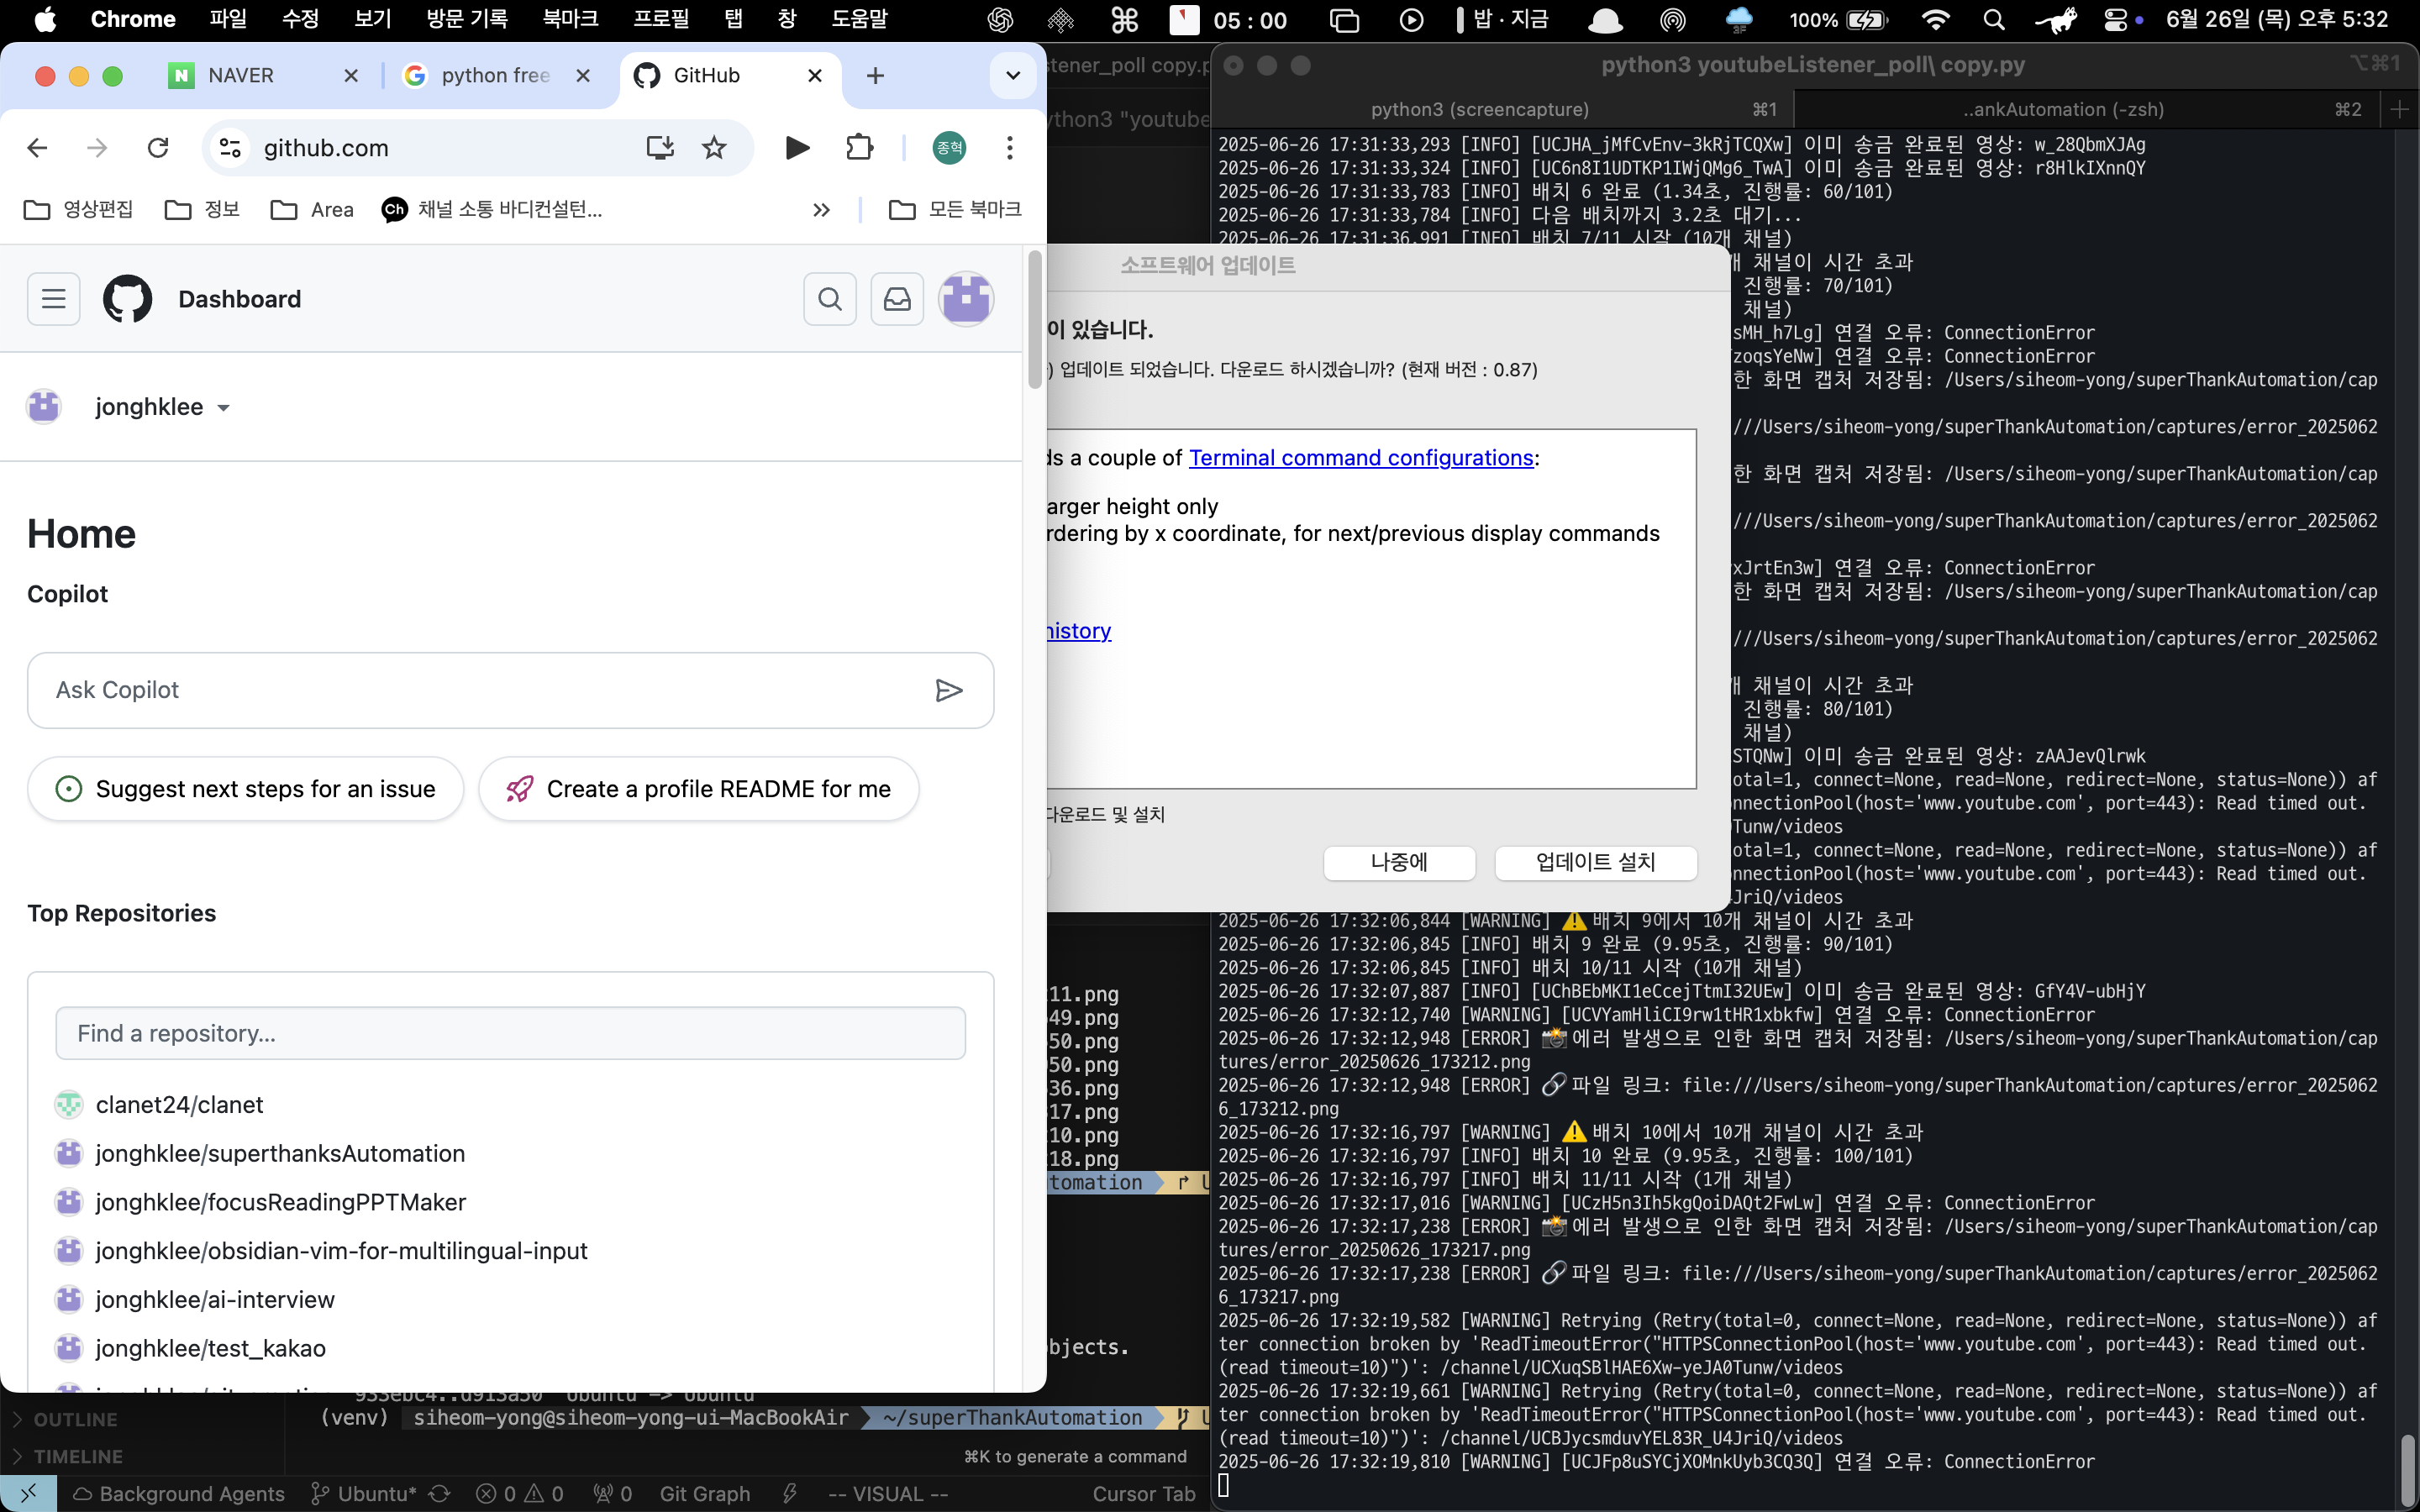 Chrome 파일 수정 보기 방문 기록 북마크 프로필 탭 창 도움말 05 : 00 밥 · 지금 100% 6월 26일 (목) 오후 5:32
NAVER
python free
GitHub
github.com
종혁
영상편집 정보 Area 채널 소통 바디컨설턴... 모든 북마크
Dashboard
jonghklee
Home
Copilot
Ask Copilot
Suggest next steps for an issue
Create a profile README for me
Top Repositories
Find a repository...
clanet24/clanet
jonghklee/superthanksAutomation
jonghklee/focusReadingPPTMaker
jonghklee/obsidian-vim-for-multilingual-input
jonghklee/ai-interview
jonghklee/test_kakao
소프트웨어 업데이트
이 있습니다.
업데이트 되었습니다. 다운로드 하시겠습니까? (현재 버전 : 0.87)
a couple of Terminal command configurations:
height only
by x coordinate, for next/previous display commands
history
다운로드 및 설치
나중에
업데이트 설치
11.png
49.png
50.png
50.png
36.png
17.png
10.png
18.png
(venv) siheom-yong@siheom-yong-ui-MacBookAir ~/superThankAutomation
⌘K to generate a command
OUTLINE
TIMELINE
Background Agents Ubuntu* 0 0 0 Git Graph -- VISUAL -- Cursor Tab
python3 youtubeListener_poll\ copy.py ⌥⌘1
python3 (screencapture) ⌘1 ..ankAutomation (-zsh) ⌘2
2025-06-26 17:31:33,293 [INFO] [UCJHA_jMfCvEnv-3kRjTCQXw] 이미 송금 완료된 영상: w_28QbmXJAg
2025-06-26 17:31:33,324 [INFO] [UC6n8I1UDTKP1IWjQMg6_TwA] 이미 송금 완료된 영상: r8HlkIXnnQY
2025-06-26 17:31:33,783 [INFO] 배치 6 완료 (1.34초, 진행률: 60/101)
2025-06-26 17:31:33,784 [INFO] 다음 배치까지 3.2초 대기...
2025-06-26 17:31:36,991 [INFO] 배치 7/11 시작 (10개 채널)
채널이 시간 초과
진행률: 70/101)
채널)
sMH_h7Lg] 연결 오류: ConnectionError
zoqsYeNw] 연결 오류: ConnectionError
한 화면 캡처 저장됨: /Users/siheom-yong/superThankAutomation/cap
///Users/siheom-yong/superThankAutomation/captures/error_2025062
한 화면 캡처 저장됨: /Users/siheom-yong/superThankAutomation/cap
///Users/siheom-yong/superThankAutomation/captures/error_2025062
xJrtEn3w] 연결 오류: ConnectionError
한 화면 캡처 저장됨: /Users/siheom-yong/superThankAutomation/cap
///Users/siheom-yong/superThankAutomation/captures/error_2025062
채널이 시간 초과
진행률: 80/101)
채널)
STQNw] 이미 송금 완료된 영상: zAAJevQlrwk
otal=1, connect=None, read=None, redirect=None, status=None)) af
nnectionPool(host='www.youtube.com', port=443): Read timed out.
Tunw/videos
otal=1, connect=None, read=None, redirect=None, status=None)) af
nnectionPool(host='www.youtube.com', port=443): Read timed out.
JriQ/videos
2025-06-26 17:32:06,844 [WARNING] ⚠️ 배치 9에서 10개 채널이 시간 초과
2025-06-26 17:32:06,845 [INFO] 배치 9 완료 (9.95초, 진행률: 90/101)
2025-06-26 17:32:06,845 [INFO] 배치 10/11 시작 (10개 채널)
2025-06-26 17:32:07,887 [INFO] [UChBEbMKI1eCcejTtmI32UEw] 이미 송금 완료된 영상: GfY4V-ubHjY
2025-06-26 17:32:12,740 [WARNING] [UCVYamHliCI9rw1tHR1xbkfw] 연결 오류: ConnectionError
2025-06-26 17:32:12,948 [ERROR] 📸 에러 발생으로 인한 화면 캡처 저장됨: /Users/siheom-yong/superThankAutomation/cap
tures/error_20250626_173212.png
2025-06-26 17:32:12,948 [ERROR] 🔗 파일 링크: file:///Users/siheom-yong/superThankAutomation/captures/error_2025062
6_173212.png
2025-06-26 17:32:16,797 [WARNING] ⚠️ 배치 10에서 10개 채널이 시간 초과
2025-06-26 17:32:16,797 [INFO] 배치 10 완료 (9.95초, 진행률: 100/101)
2025-06-26 17:32:16,797 [INFO] 배치 11/11 시작 (1개 채널)
2025-06-26 17:32:17,016 [WARNING] [UCzH5n3Ih5kgQoiDAQt2FwLw] 연결 오류: ConnectionError
2025-06-26 17:32:17,238 [ERROR] 📸 에러 발생으로 인한 화면 캡처 저장됨: /Users/siheom-yong/superThankAutomation/cap
tures/error_20250626_173217.png
2025-06-26 17:32:17,238 [ERROR] 🔗 파일 링크: file:///Users/siheom-yong/superThankAutomation/captures/error_2025062
6_173217.png
2025-06-26 17:32:19,582 [WARNING] Retrying (Retry(total=0, connect=None, read=None, redirect=None, status=None)) af
ter connection broken by 'ReadTimeoutError("HTTPSConnectionPool(host='www.youtube.com', port=443): Read timed out.
(read timeout=10)")': /channel/UCXuqSBlHAE6Xw-yeJA0Tunw/videos
2025-06-26 17:32:19,661 [WARNING] Retrying (Retry(total=0, connect=None, read=None, redirect=None, status=None)) af
ter connection broken by 'ReadTimeoutError("HTTPSConnectionPool(host='www.youtube.com', port=443): Read timed out.
(read timeout=10)")': /channel/UCBJycsmduvYEL83R_U4JriQ/videos
2025-06-26 17:32:19,810 [WARNING] [UCJFp8uSYCjXOMnkUyb3CQ3Q] 연결 오류: ConnectionError